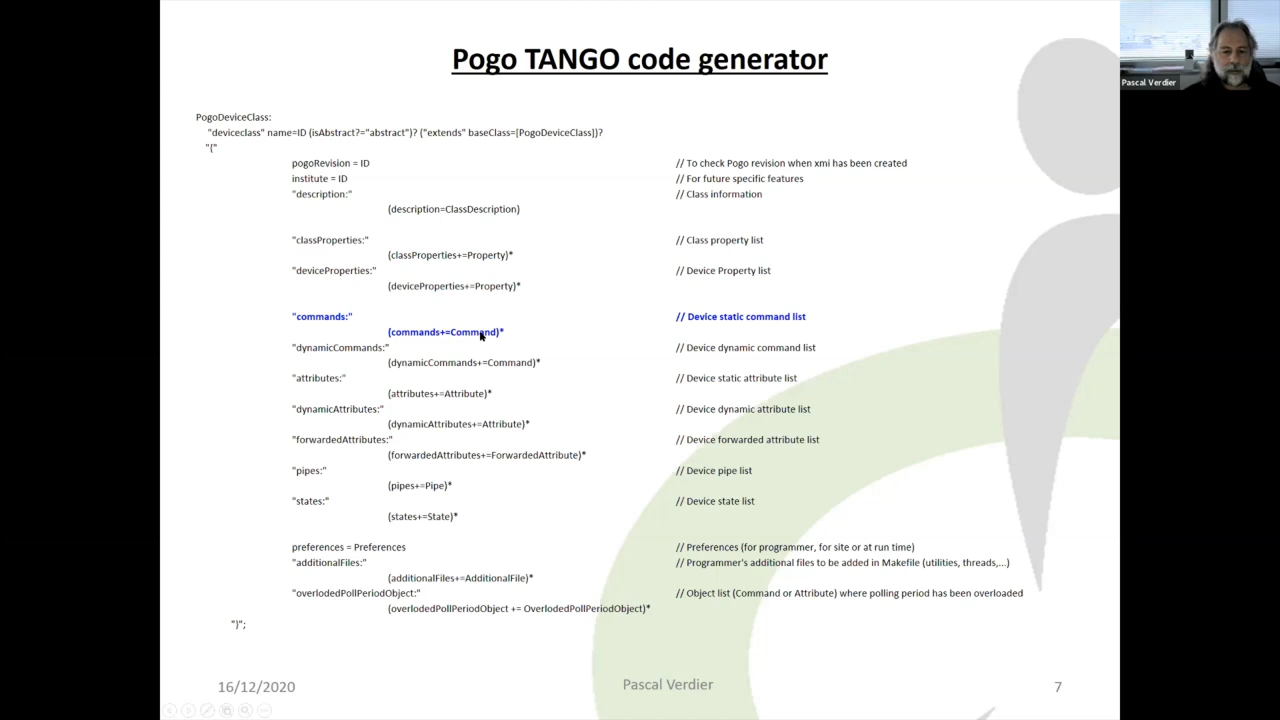 Pogo TANGO code generator
Pascal Verdier
PogoDeviceClass:
"deviceclass" name=ID (isAbstract?="abstract")? ("extends" baseClass=[PogoDeviceClass])?
"{"
pogoRevision = ID // To check Pogo revision when xmi has been created
institute = ID // For future specific features
"description:" // Class information
(description=ClassDescription)
"classProperties:" // Class property list
(classProperties+=Property)*
"deviceProperties:" // Device Property list
(deviceProperties+=Property)*
"commands:" // Device static command list
(commands+=Command)*
"dynamicCommands:" // Device dynamic command list
(dynamicCommands+=Command)*
"attributes:" // Device static attribute list
(attributes+=Attribute)*
"dynamicAttributes:" // Device dynamic attribute list
(dynamicAttributes+=Attribute)*
"forwardedAttributes:" // Device forwarded attribute list
(forwardedAttributes+=ForwardedAttribute)*
"pipes:" // Device pipe list
(pipes+=Pipe)*
"states:" // Device state list
(states+=State)*
preferences = Preferences // Preferences (for programmer, for site or at run time)
"additionalFiles:" // Programmer's additional files to be added in Makefile (utilities, threads,...)
(additionalFiles+=AdditionalFile)*
"overlodedPollPeriodObject:" // Object list (Command or Attribute) where polling period has been overloaded
(overlodedPollPeriodObject += OverlodedPollPeriodObject)*
"}";
16/12/2020 Pascal Verdier 7